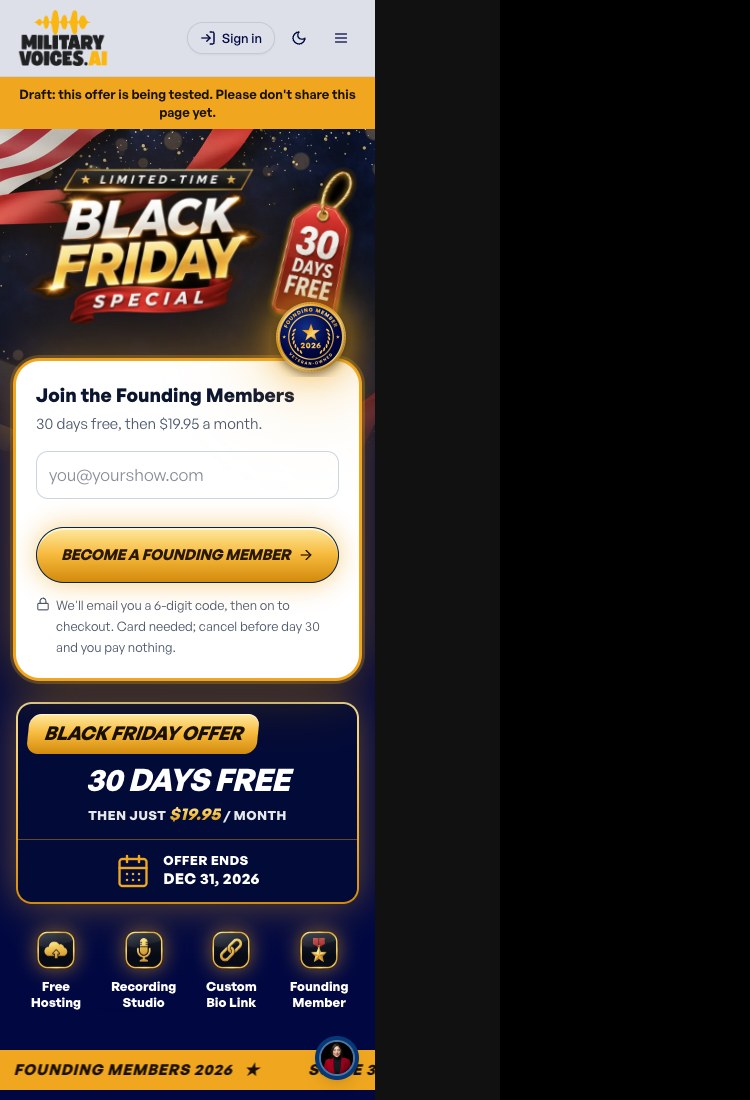 MILITARY
VOICES.AI
Sign in
Draft: this offer is being tested. Please don't share this
page yet.
★ LIMITED-TIME ★
BLACK
FRIDAY
SPECIAL
30
DAYS
FREE
FOUNDING MEMBER
2026
VETERAN-OWNED
Join the Founding Members
30 days free, then $19.95 a month.
you@yourshow.com
BECOME A FOUNDING MEMBER →
We'll email you a 6-digit code, then on to
checkout. Card needed; cancel before day 30
and you pay nothing.
BLACK FRIDAY OFFER
30 DAYS FREE
THEN JUST $19.95 / MONTH
OFFER ENDS
DEC 31, 2026
Free
Hosting
Recording
Studio
Custom
Bio Link
Founding
Member
FOUNDING MEMBERS 2026 ★